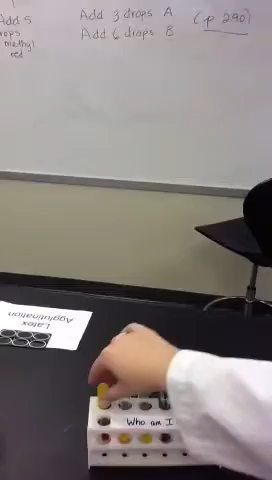 Add 5
drops
methyl
red
Add 3 drops A (p 290)
Add 6 drops B
Latex
Agglutination
Who am I